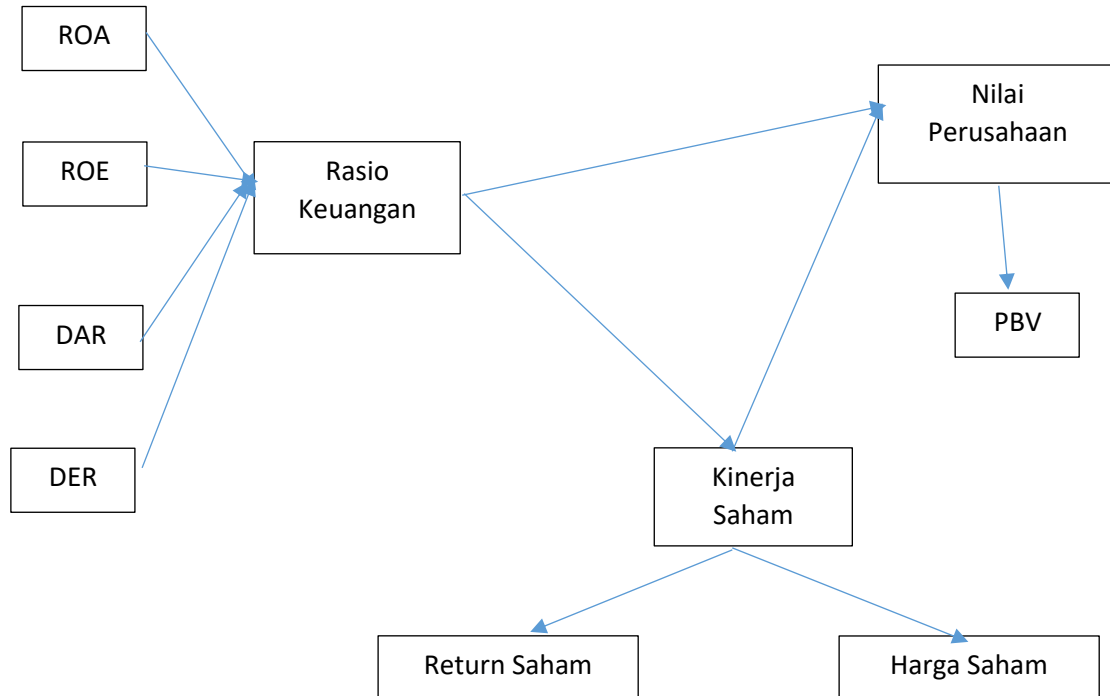 ROA
ROE
DAR
DER
Rasio
Keuangan
Nilai
Perusahaan
PBV
Kinerja
Saham
Return Saham
Harga Saham